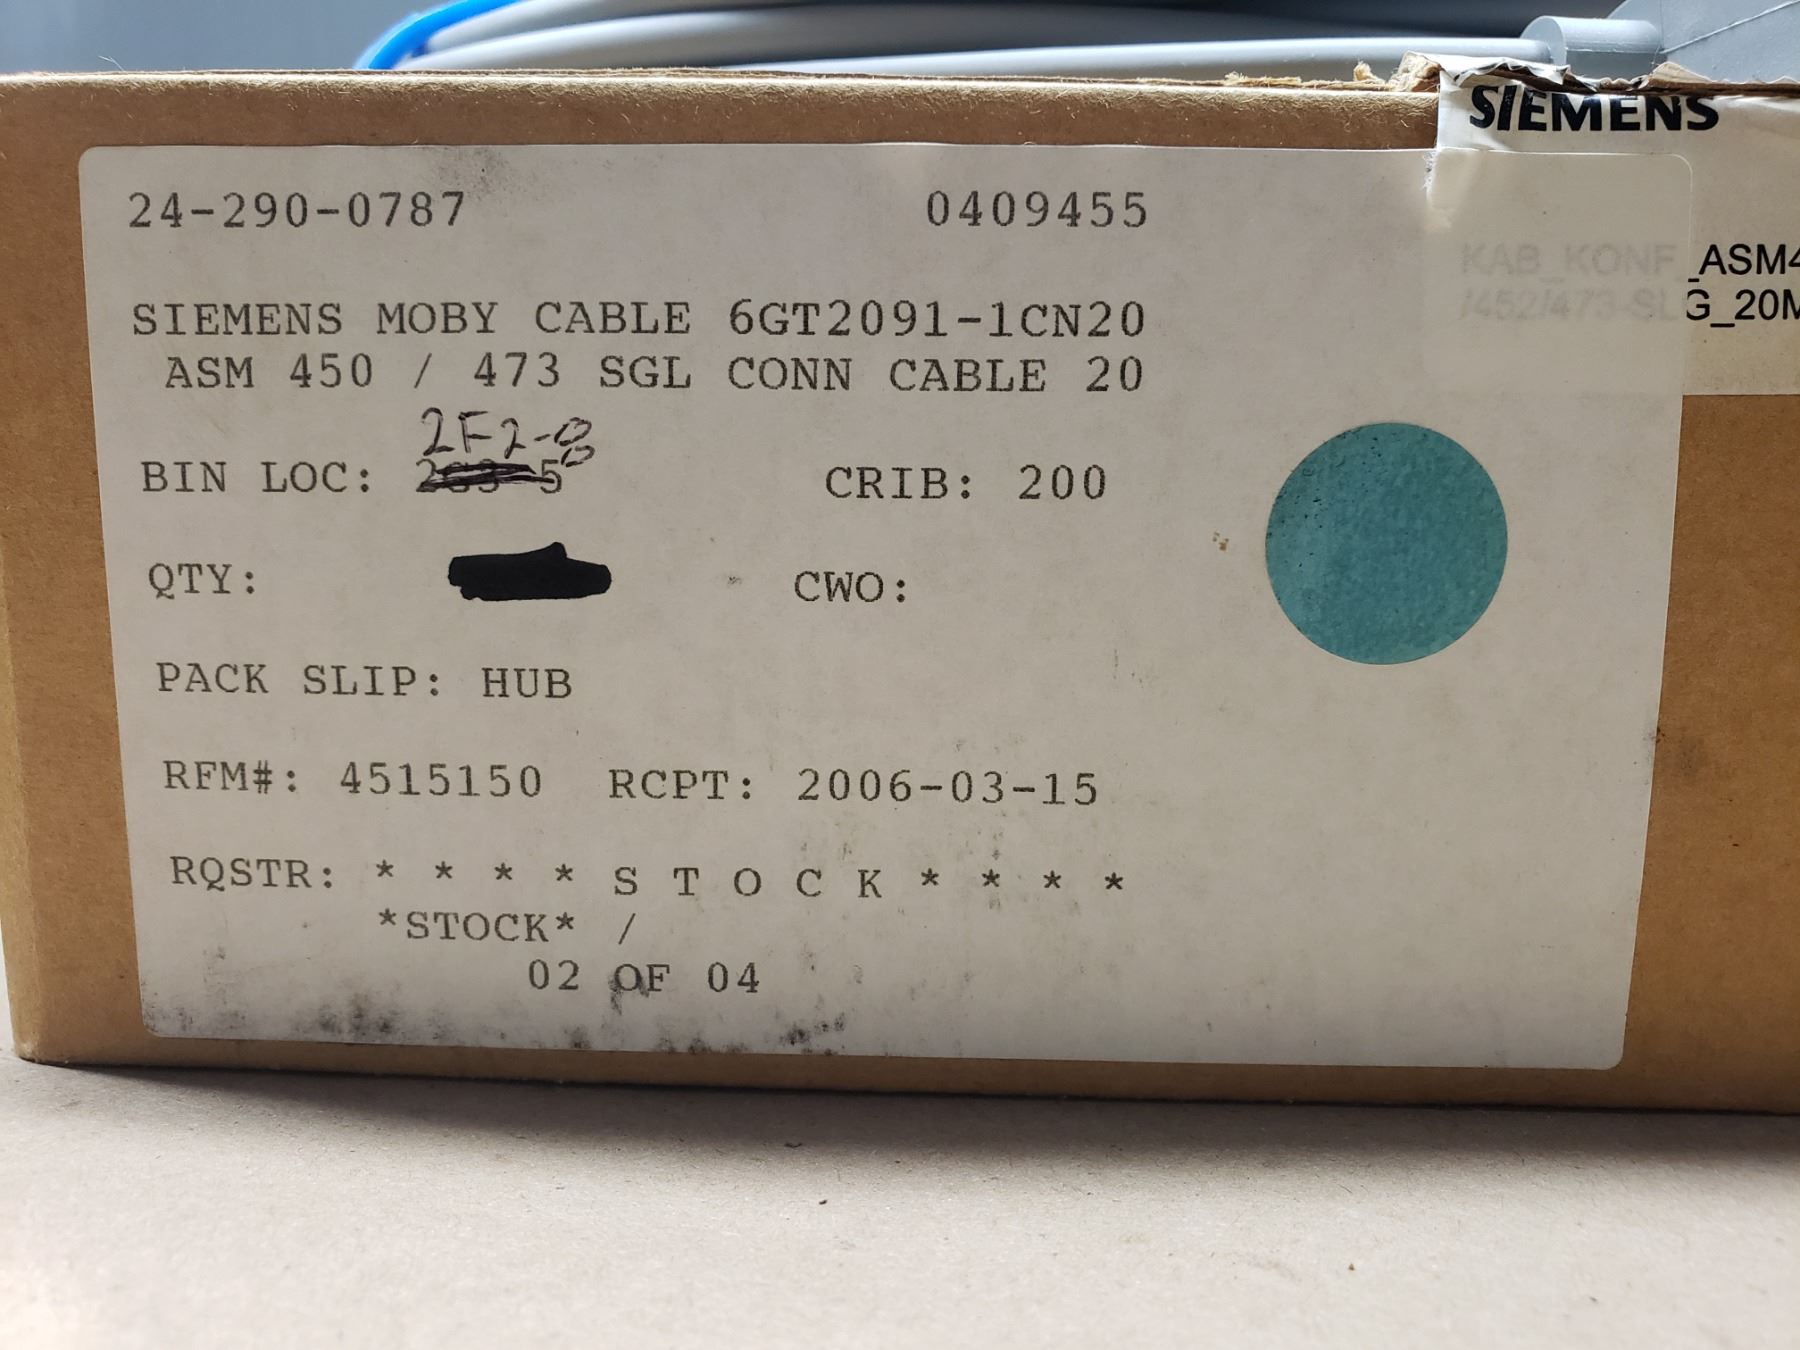 SIEMENS
24-290-0787 0409455
KAB_KONF_ASM4
/452/473-SLG_20M
SIEMENS MOBY CABLE 6GT2091-1CN20
ASM 450 / 473 SGL CONN CABLE 20
2F2-
BIN LOC: CRIB: 200
QTY: CWO:
PACK SLIP: HUB
RFM#: 4515150 RCPT: 2006-03-15
RQSTR: * * * * S T O C K * * * *
*STOCK* /
02 OF 04